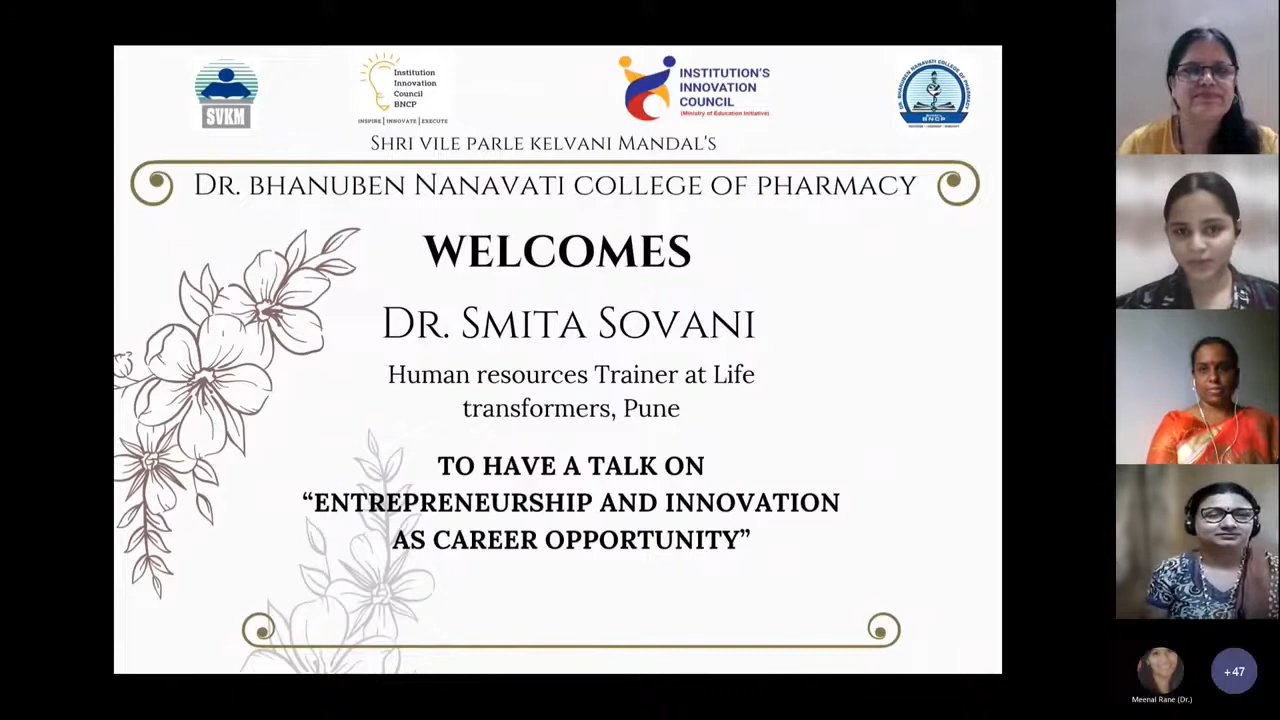 SVKM
Institution
Innovation
Council
BNCP
INSPIRE | INNOVATE | EXECUTE
INSTITUTION'S
INNOVATION
COUNCIL
(Ministry of Education Initiative)
BNCP
SHRI VILE PARLE KELVANI MANDAL'S
DR. BHANUBEN NANAVATI COLLEGE OF PHARMACY
WELCOMES
DR. SMITA SOVANI
Human resources Trainer at Life
transformers, Pune
TO HAVE A TALK ON
“ENTREPRENEURSHIP AND INNOVATION
AS CAREER OPPORTUNITY”
Meenal Rane (Dr.)
+47